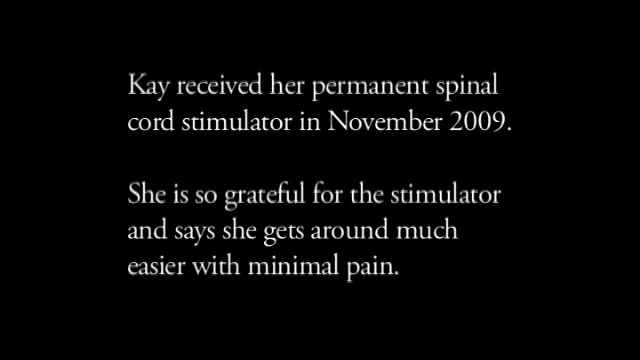 Kay received her permanent spinal
cord stimulator in November 2009.
She is so grateful for the stimulator
and says she gets around much
easier with minimal pain.